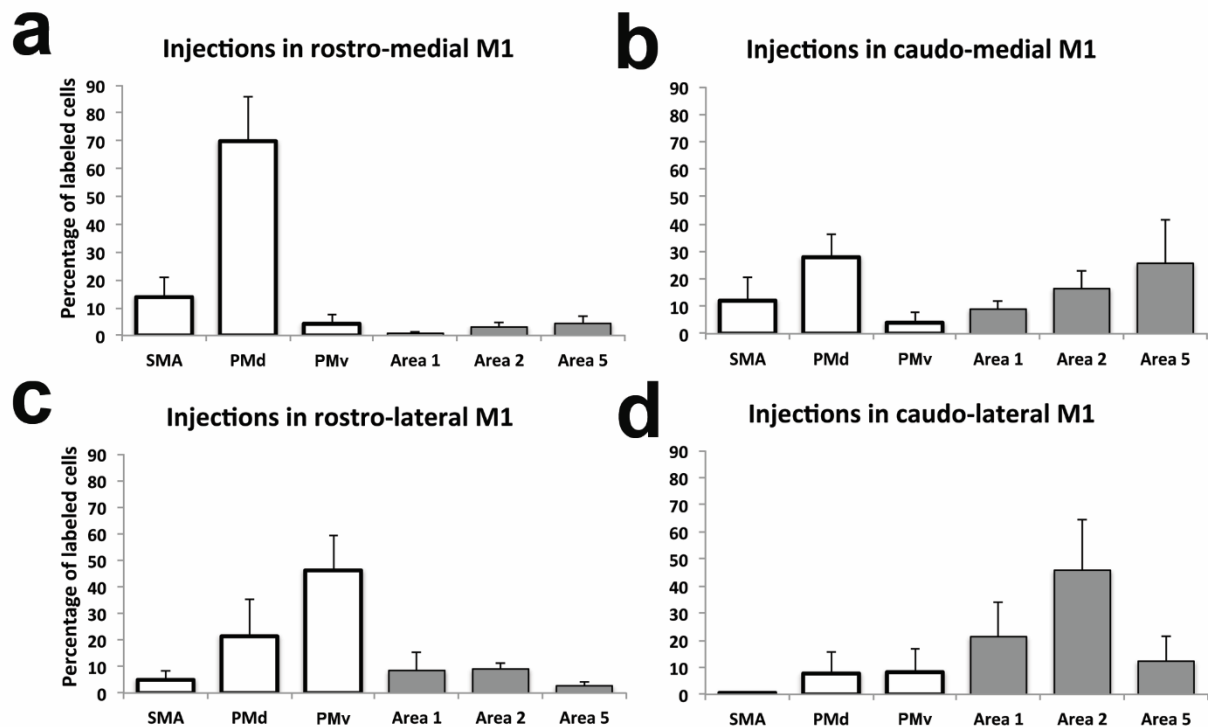 a
Injections in rostro-medial M1
Percentage of labeled cells
90
80
70
60
50
40
30
20
10
0
SMA PMd PMv Area 1 Area 2 Area 5
b
Injections in caudo-medial M1
90
80
70
60
50
40
30
20
10
0
SMA PMd PMv Area 1 Area 2 Area 5
c
Injections in rostro-lateral M1
Percentage of labeled cells
90
80
70
60
50
40
30
20
10
0
SMA PMd PMv Area 1 Area 2 Area 5
d
Injections in caudo-lateral M1
90
80
70
60
50
40
30
20
10
0
SMA PMd PMv Area 1 Area 2 Area 5